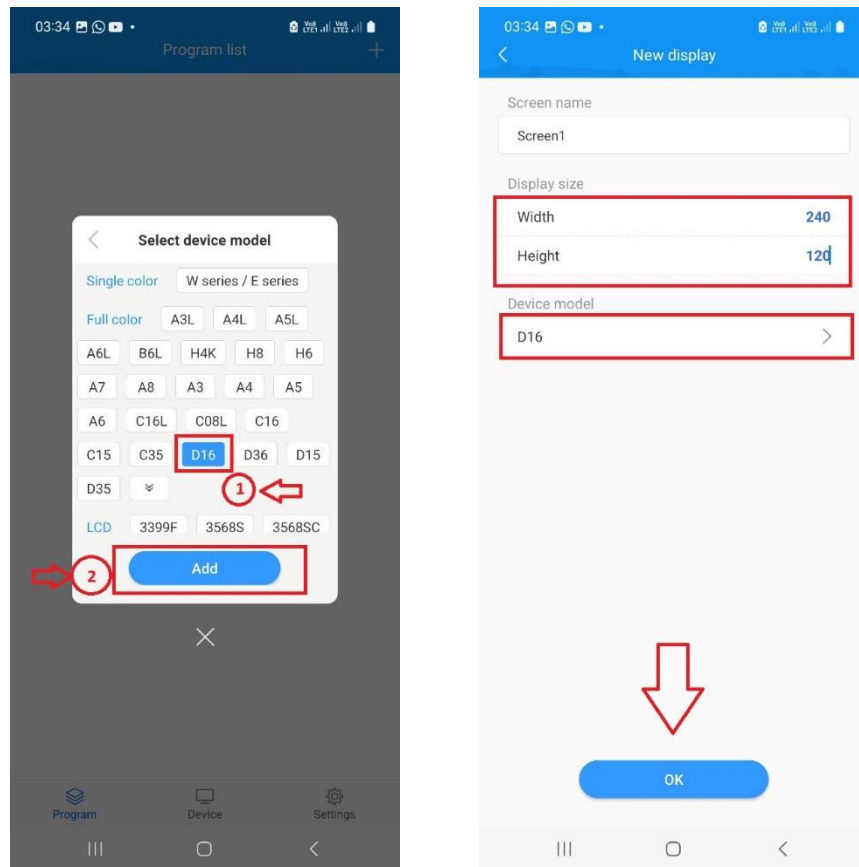 03:34
Program list
Select device model
Single color W series / E series
Full color A3L A4L A5L
A6L B6L H4K H8 H6
A7 A8 A3 A4 A5
A6 C16L C08L C16
C15 C35 D16 D36 D15
D35
1
LCD 3399F 3568S 3568SC
2 Add
Program Device Settings
03:34
New display
Screen name
Screen1
Display size
Width 240
Height 120
Device model
D16
OK